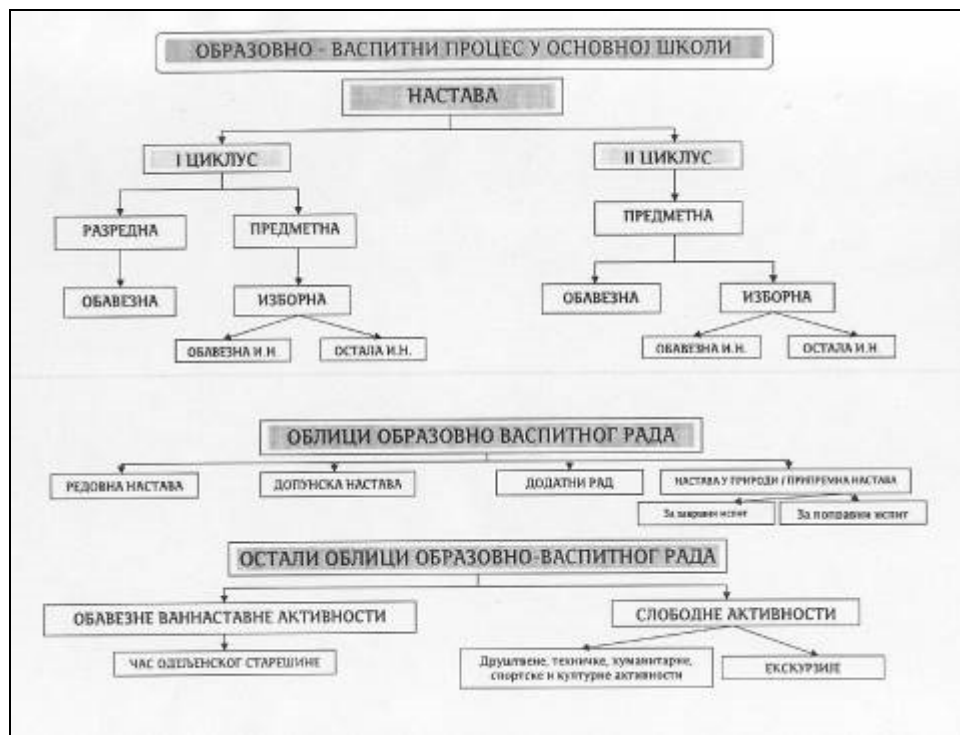 ОБРАЗОВНО - ВАСПИТНИ ПРОЦЕС У ОСНОВНОЈ ШКОЛИ
НАСТАВА
I ЦИКЛУС
II ЦИКЛУС
РАЗРЕДНА
ПРЕДМЕТНА
ПРЕДМЕТНА
ОБАВЕЗНА
ИЗБОРНА
ОБАВЕЗНА
ИЗБОРНА
ОБАВЕЗНА И.Н.
ОСТАЛА И.Н.
ОБАВЕЗНА И.Н.
ОСТАЛА И.Н
ОБЛИЦИ ОБРАЗОВНО ВАСПИТНОГ РАДА
РЕДОВНА НАСТАВА
ДОПУНСКА НАСТАВА
ДОДАТНИ РАД
НАСТАВА У ПРИРОДИ / ПРИПРЕМНА НАСТАВА
За завршни испит
За поправни испит
ОСТАЛИ ОБЛИЦИ ОБРАЗОВНО-ВАСПИТНОГ РАДА
ОБАВЕЗНЕ ВАННАСТАВНЕ АКТИВНОСТИ
СЛОБОДНЕ АКТИВНОСТИ
ЧАС ОДЕЉЕНСКОГ СТАРЕШИНЕ
Друштвене, техничке, хуманитарне,
спортске и културне активности
ЕКСКУРЗИЈЕ